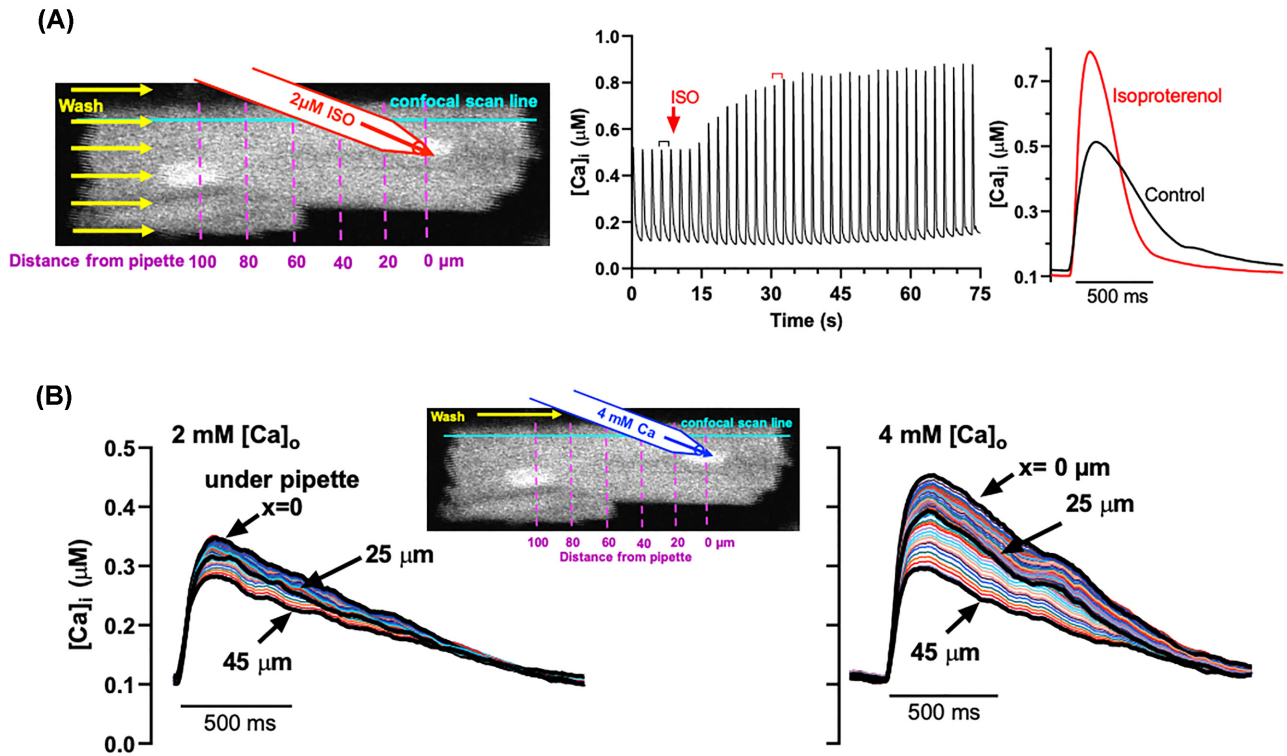 (A)
Wash
2µM ISO
confocal scan line
Distance from pipette 100 80 60 40 20 0 µm
[Ca]i (µM)
1.0
0.8
0.6
0.4
0.2
0.0
ISO
0 15 30 45 60 75
Time (s)
[Ca]i (µM)
0.7
0.5
0.3
0.1
Isoproterenol
Control
500 ms
(B)
2 mM [Ca]o
under pipette
x=0
25 µm
45 µm
[Ca]i (µM)
0.5
0.4
0.3
0.2
0.1
0.0
500 ms
Wash
4 mM Ca
confocal scan line
100 80 60 40 20 0 µm
Distance from pipette
4 mM [Ca]o
x= 0 µm
25 µm
45 µm
500 ms